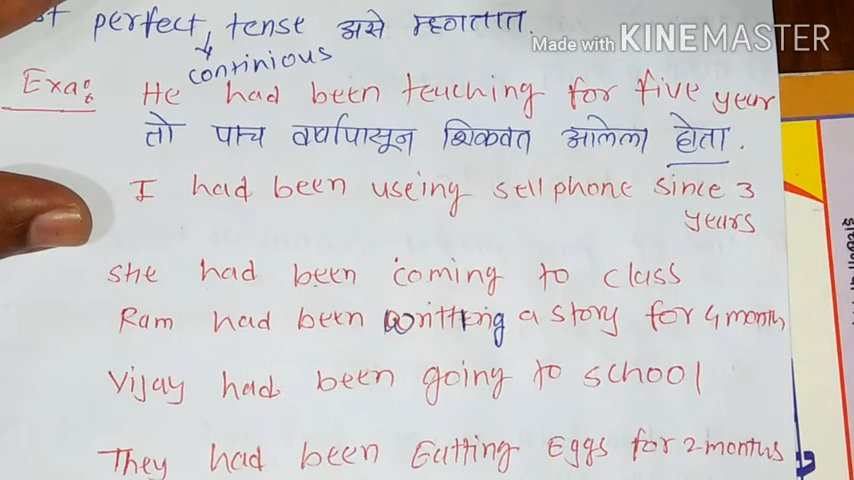 perfect, tense असे म्हणतात.
continious
Made with KINEMASTER
Exa:
He had been teaching for five year
तो पाच वर्षापासून शिकवत आलेला होता.
I had been useing sell phone since 3
years
She had been coming to class
Ram had been writting a story for 4 month
Vijay had been going to school
They had been Eatting Eggs for 2 months